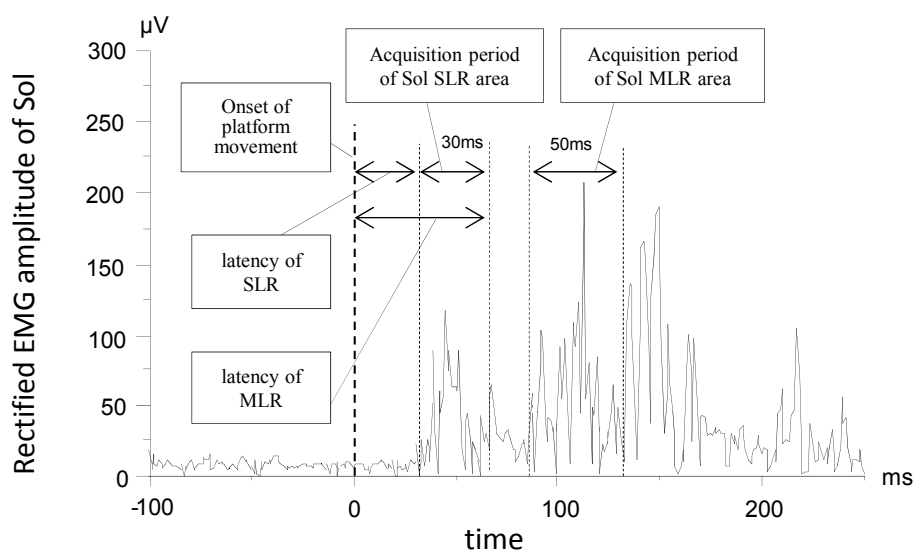 µV
300
250
200
150
100
50
0
Rectified EMG amplitude of Sol
Onset of
platform
movement
Acquisition period
of Sol SLR area
Acquisition period
of Sol MLR area
30ms
50ms
latency of
SLR
latency of
MLR
-100
0
100
200
ms
time